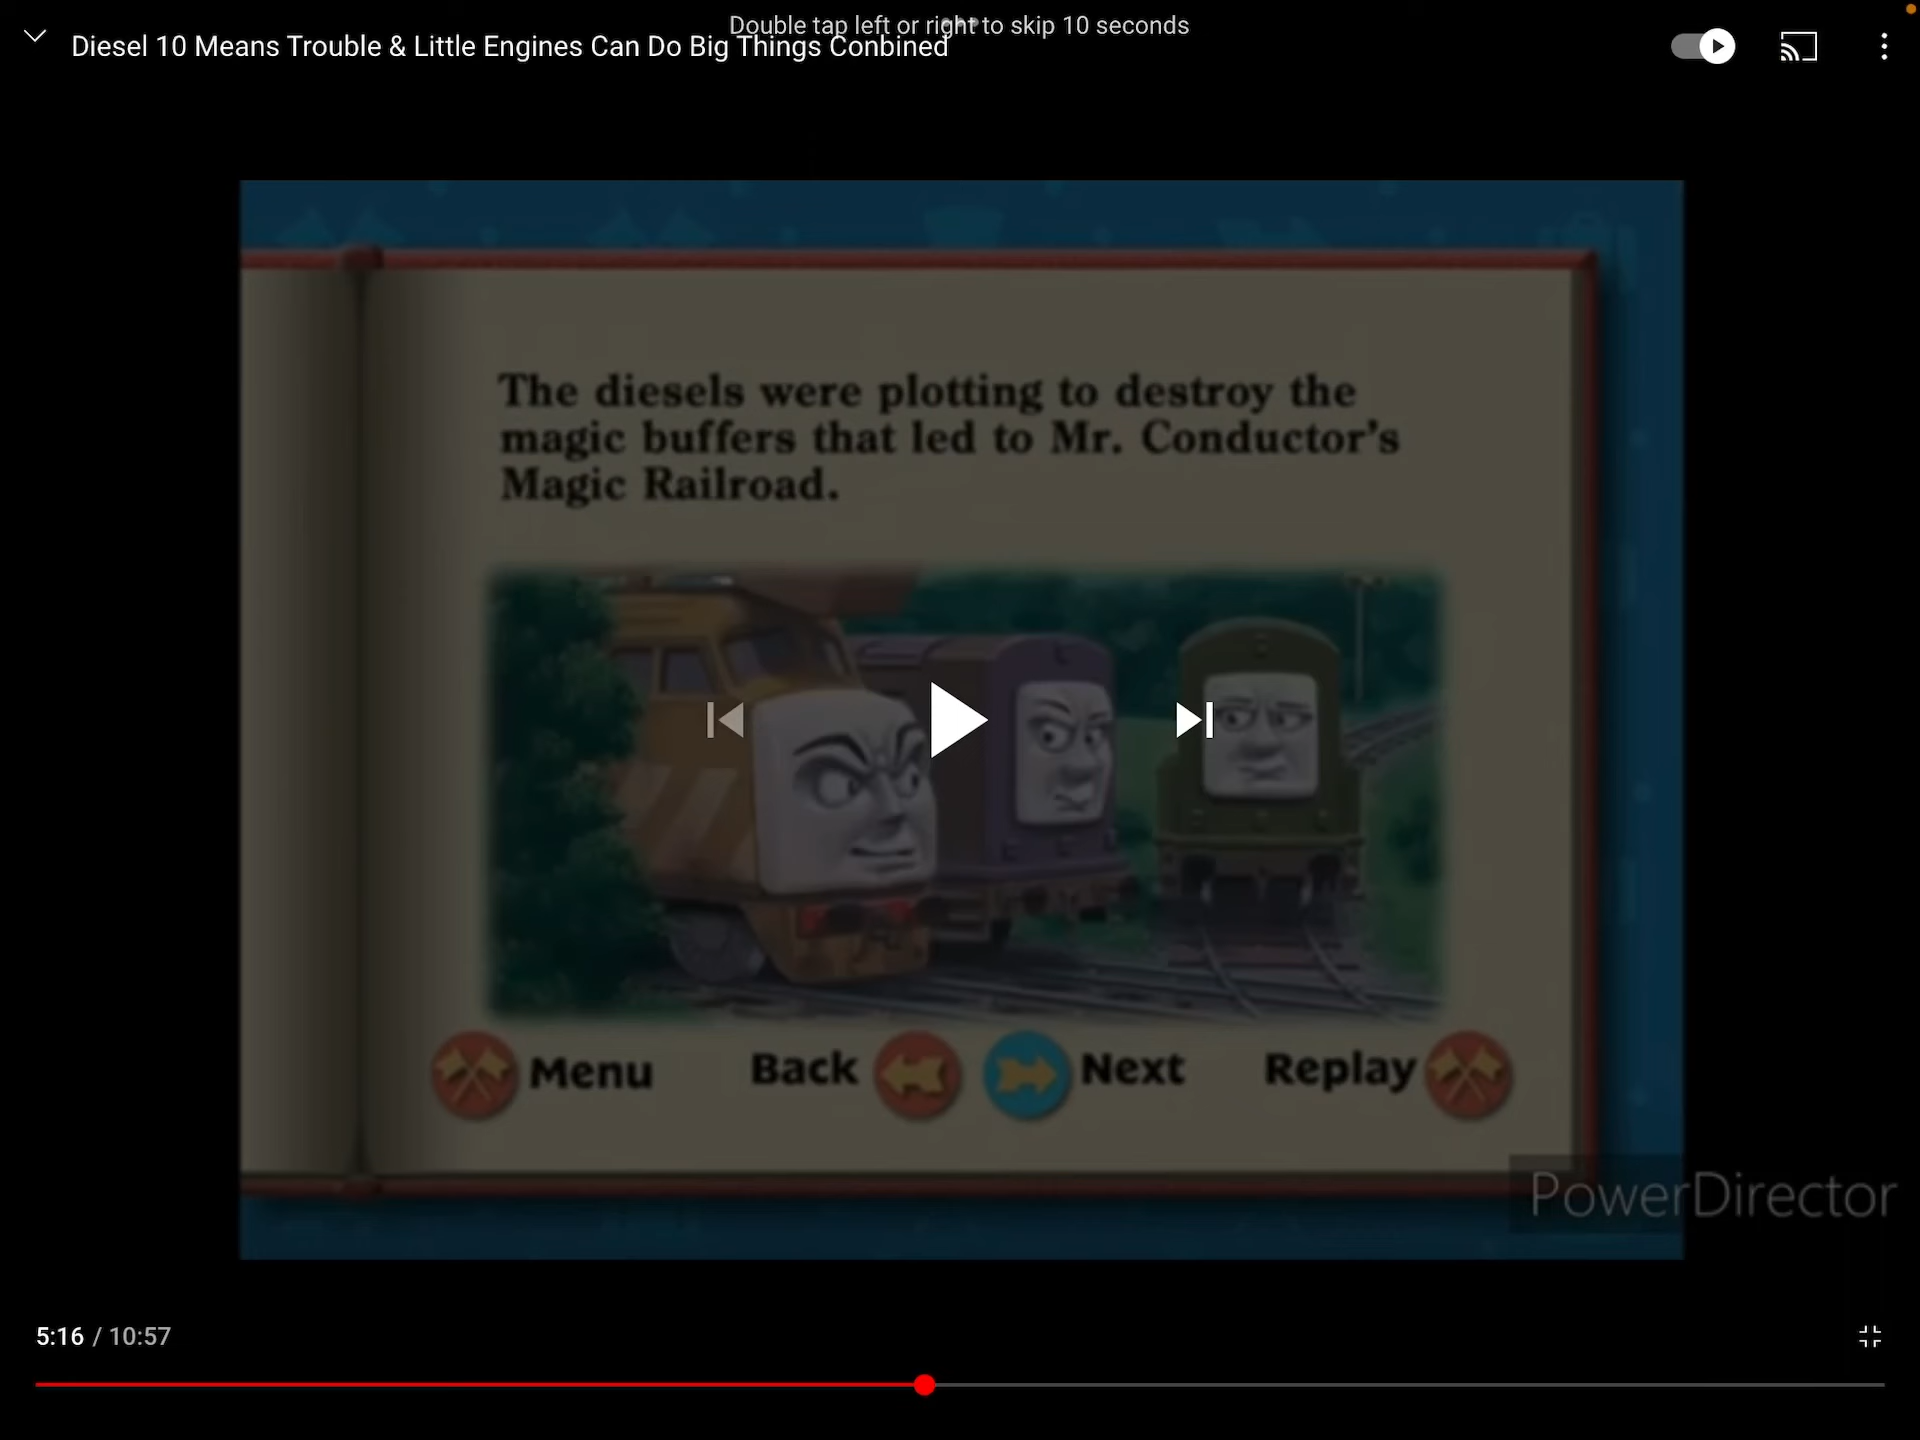 Double tap left or right to skip 10 seconds
Diesel 10 Means Trouble & Little Engines Can Do Big Things Conbined
The diesels were plotting to destroy the
magic buffers that led to Mr. Conductor's
Magic Railroad.
Menu Back Next Replay
PowerDirector
5:16 / 10:57